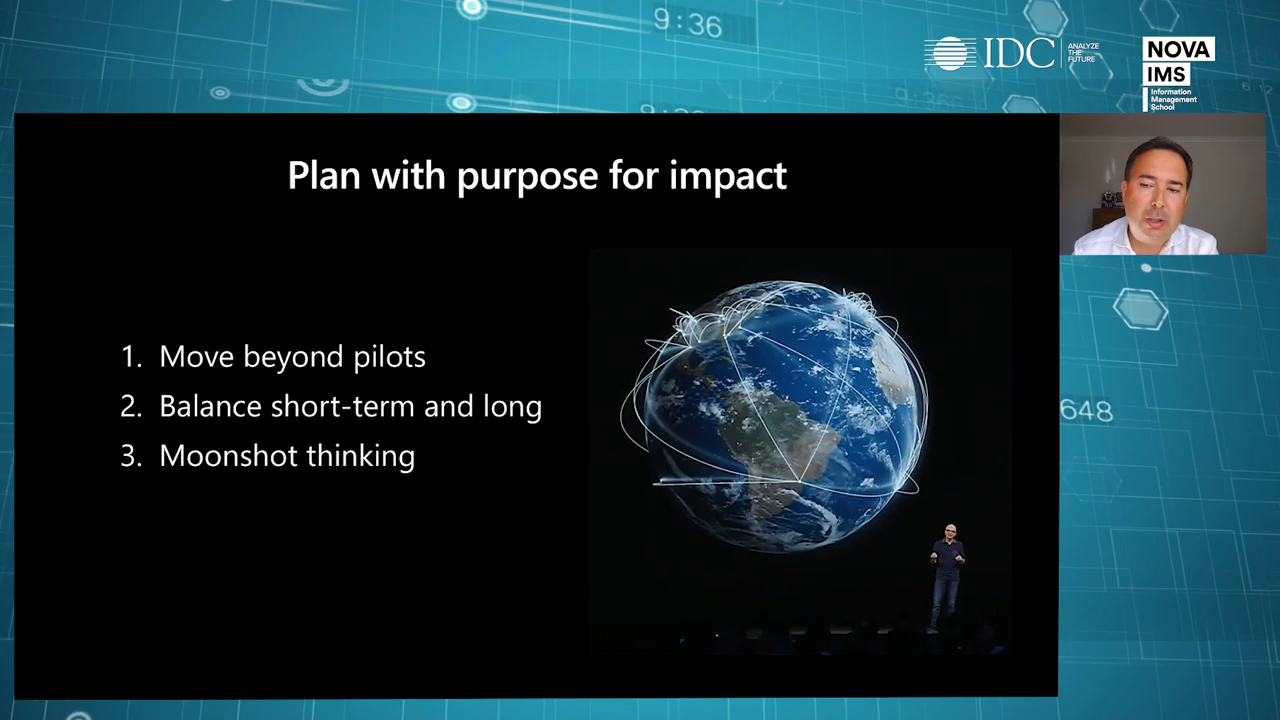 9:36
IDC
ANALYZE
THE
FUTURE
NOVA
IMS
Information
Management
School
Plan with purpose for impact
1. Move beyond pilots
2. Balance short-term and long
3. Moonshot thinking
648